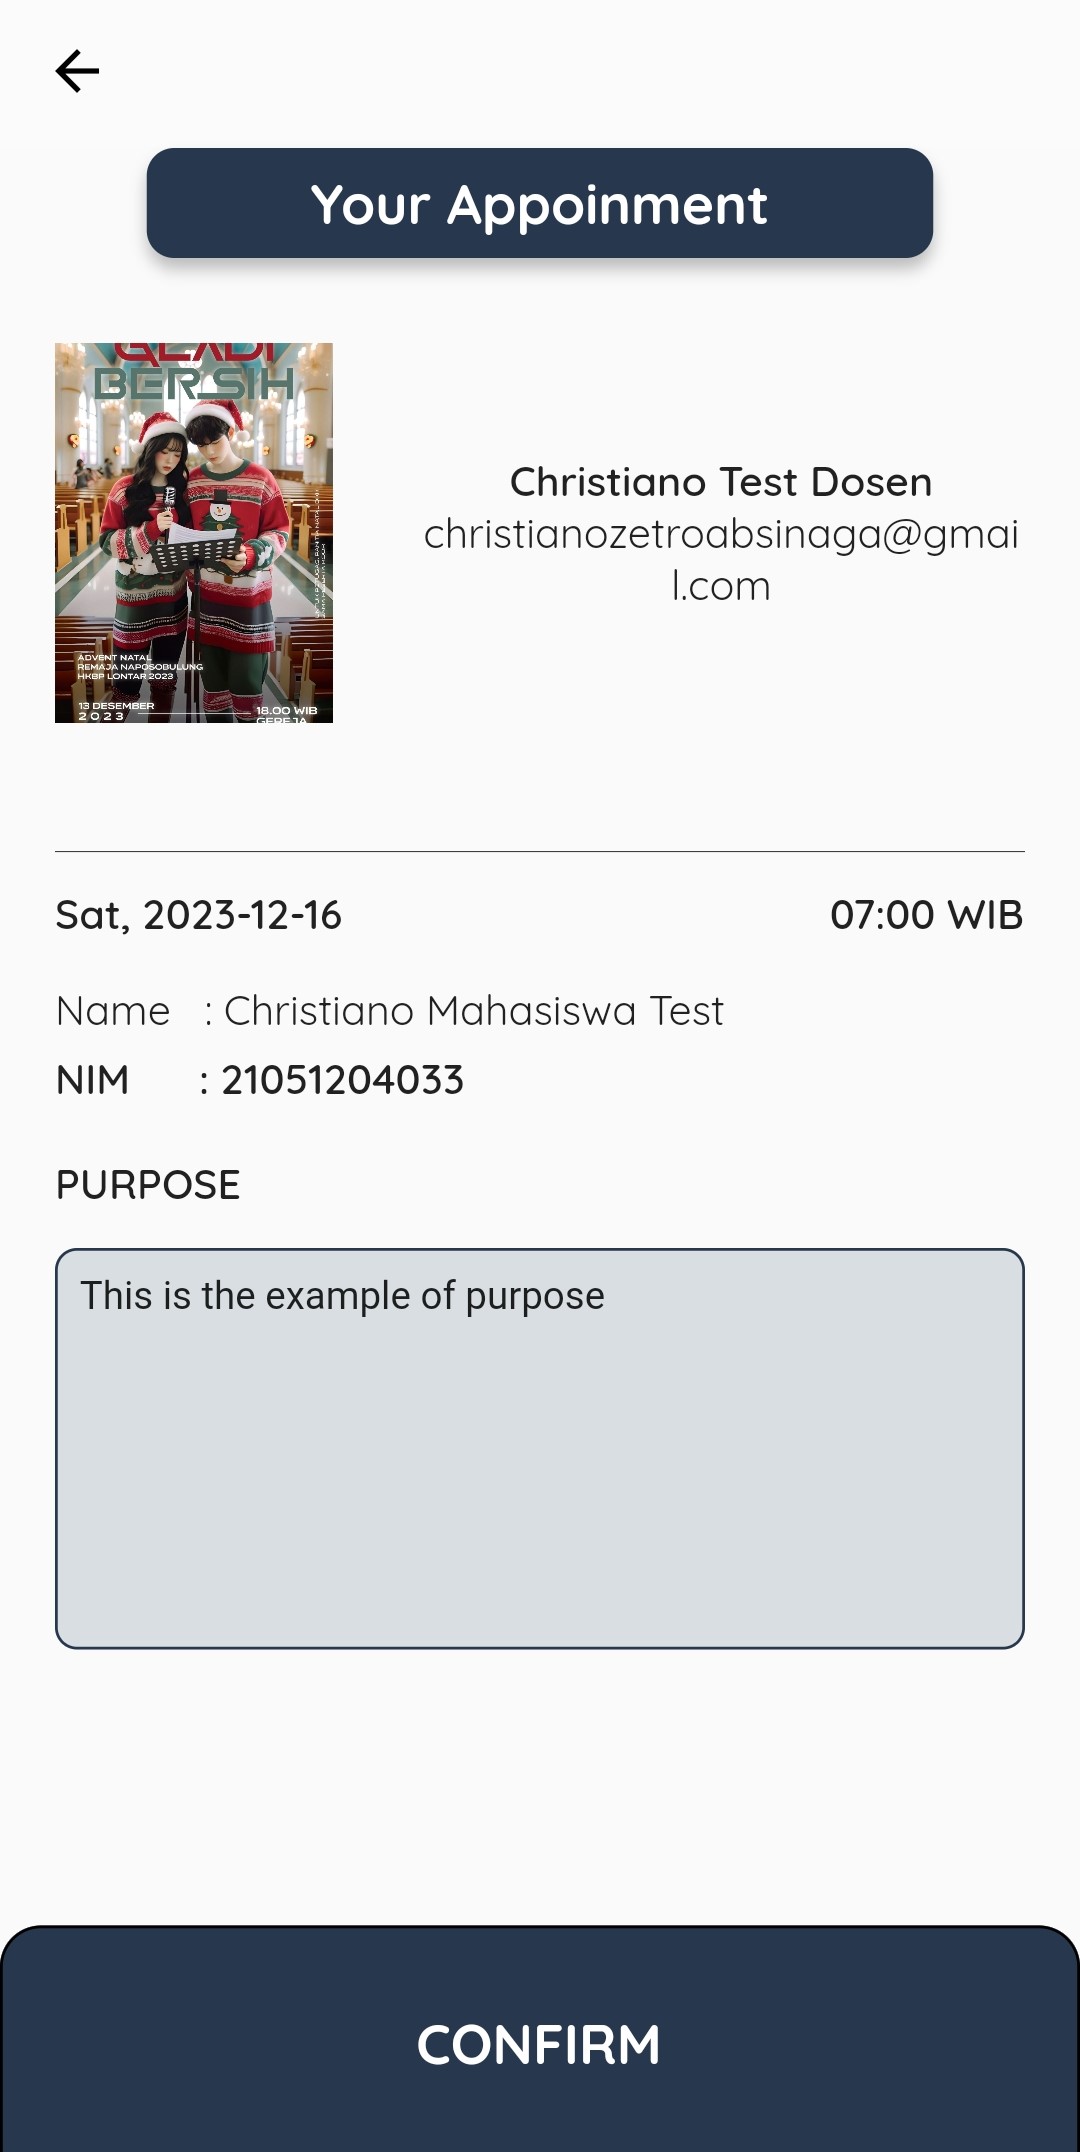 Your Appoinment
GLADI
BERSIH
ADVENT NATAL
REMAJA NAPOSOBULUNG
HKBP LONTAR 2023
13 DESEMBER
2023
18.00 WIB
GEREJA
Christiano Test Dosen
christianozetroabsinaga@gmai
l.com
Sat, 2023-12-16
07:00 WIB
Name : Christiano Mahasiswa Test
NIM : 21051204033
PURPOSE
This is the example of purpose
CONFIRM